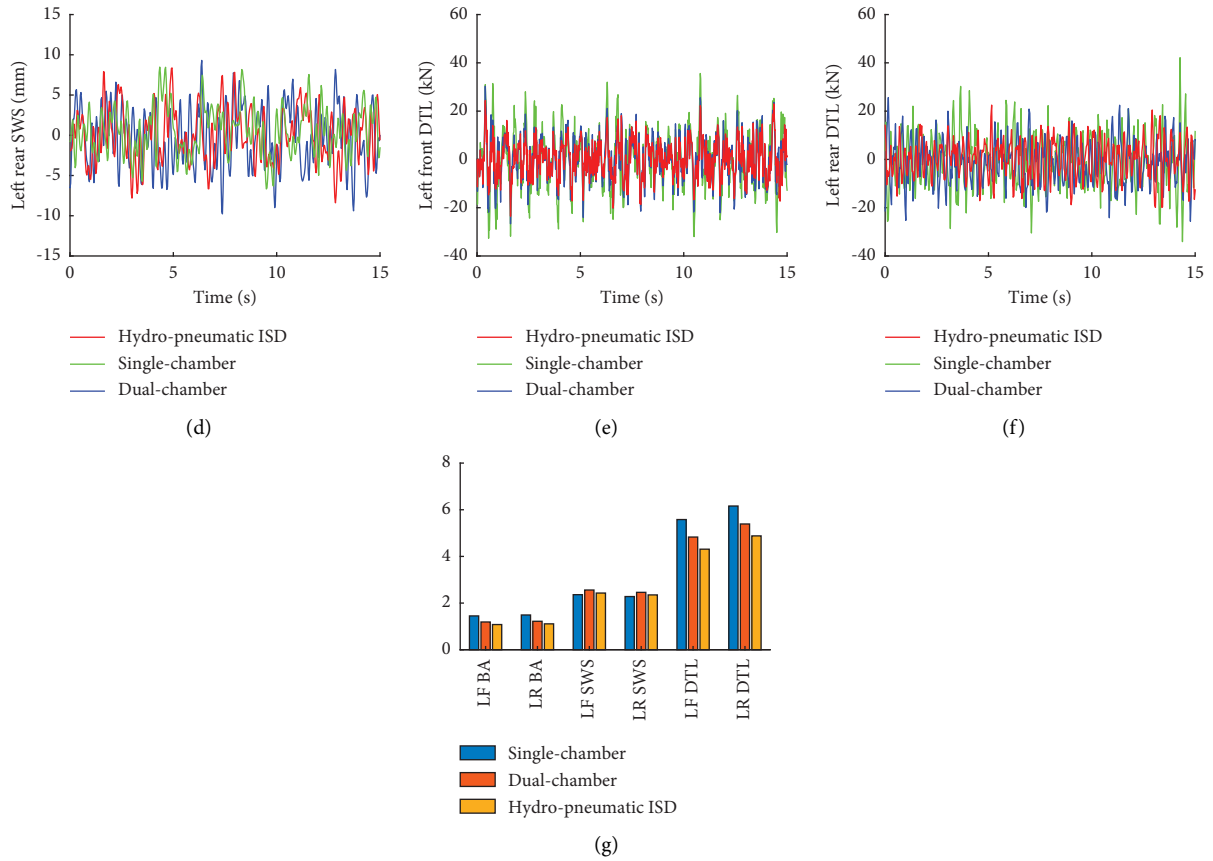 Left rear SWS (mm)
15
10
5
0
-5
-10
-15
0
5
10
15
Time (s)
Hydro-pneumatic ISD
Single-chamber
Dual-chamber
(d)
Left front DTL (kN)
60
40
20
0
-20
-40
0
5
10
15
Time (s)
Hydro-pneumatic ISD
Single-chamber
Dual-chamber
(e)
Left rear DTL (kN)
60
40
20
0
-20
-40
0
5
10
15
Time (s)
Hydro-pneumatic ISD
Single-chamber
Dual-chamber
(f)
8
6
4
2
0
LF BA
LR BA
LF SWS
LR SWS
LF DTL
LR DTL
Single-chamber
Dual-chamber
Hydro-pneumatic ISD
(g)